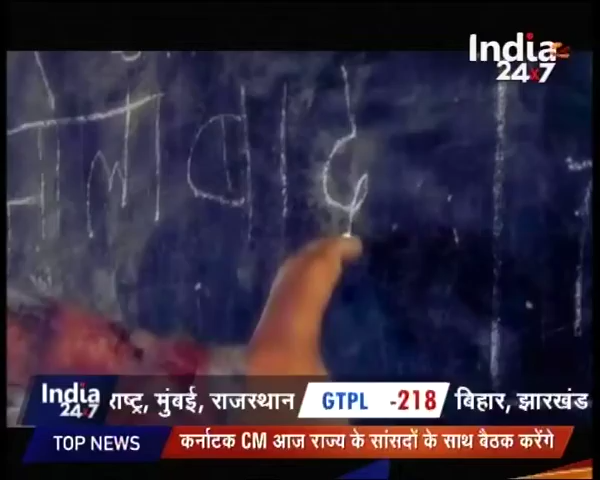 India
24x7
India
24x7
राष्ट्र, मुंबई, राजस्थान GTPL -218 बिहार, झारखंड
TOP NEWS कर्नाटक CM आज राज्य के सांसदों के साथ बैठक करेंगे